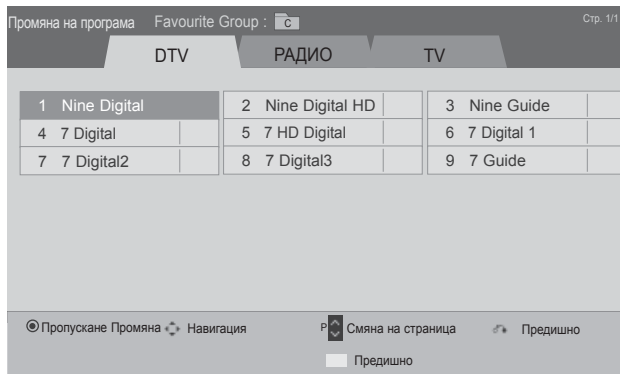 Промяна на програма Favourite Group : C Стр. 1/1
DTV РАДИО TV
1 Nine Digital 2 Nine Digital HD 3 Nine Guide
4 7 Digital 5 7 HD Digital 6 7 Digital 1
7 7 Digital2 8 7 Digital3 9 7 Guide
Пропускане Промяна Навигация P Смяна на страница Предишно
Предишно